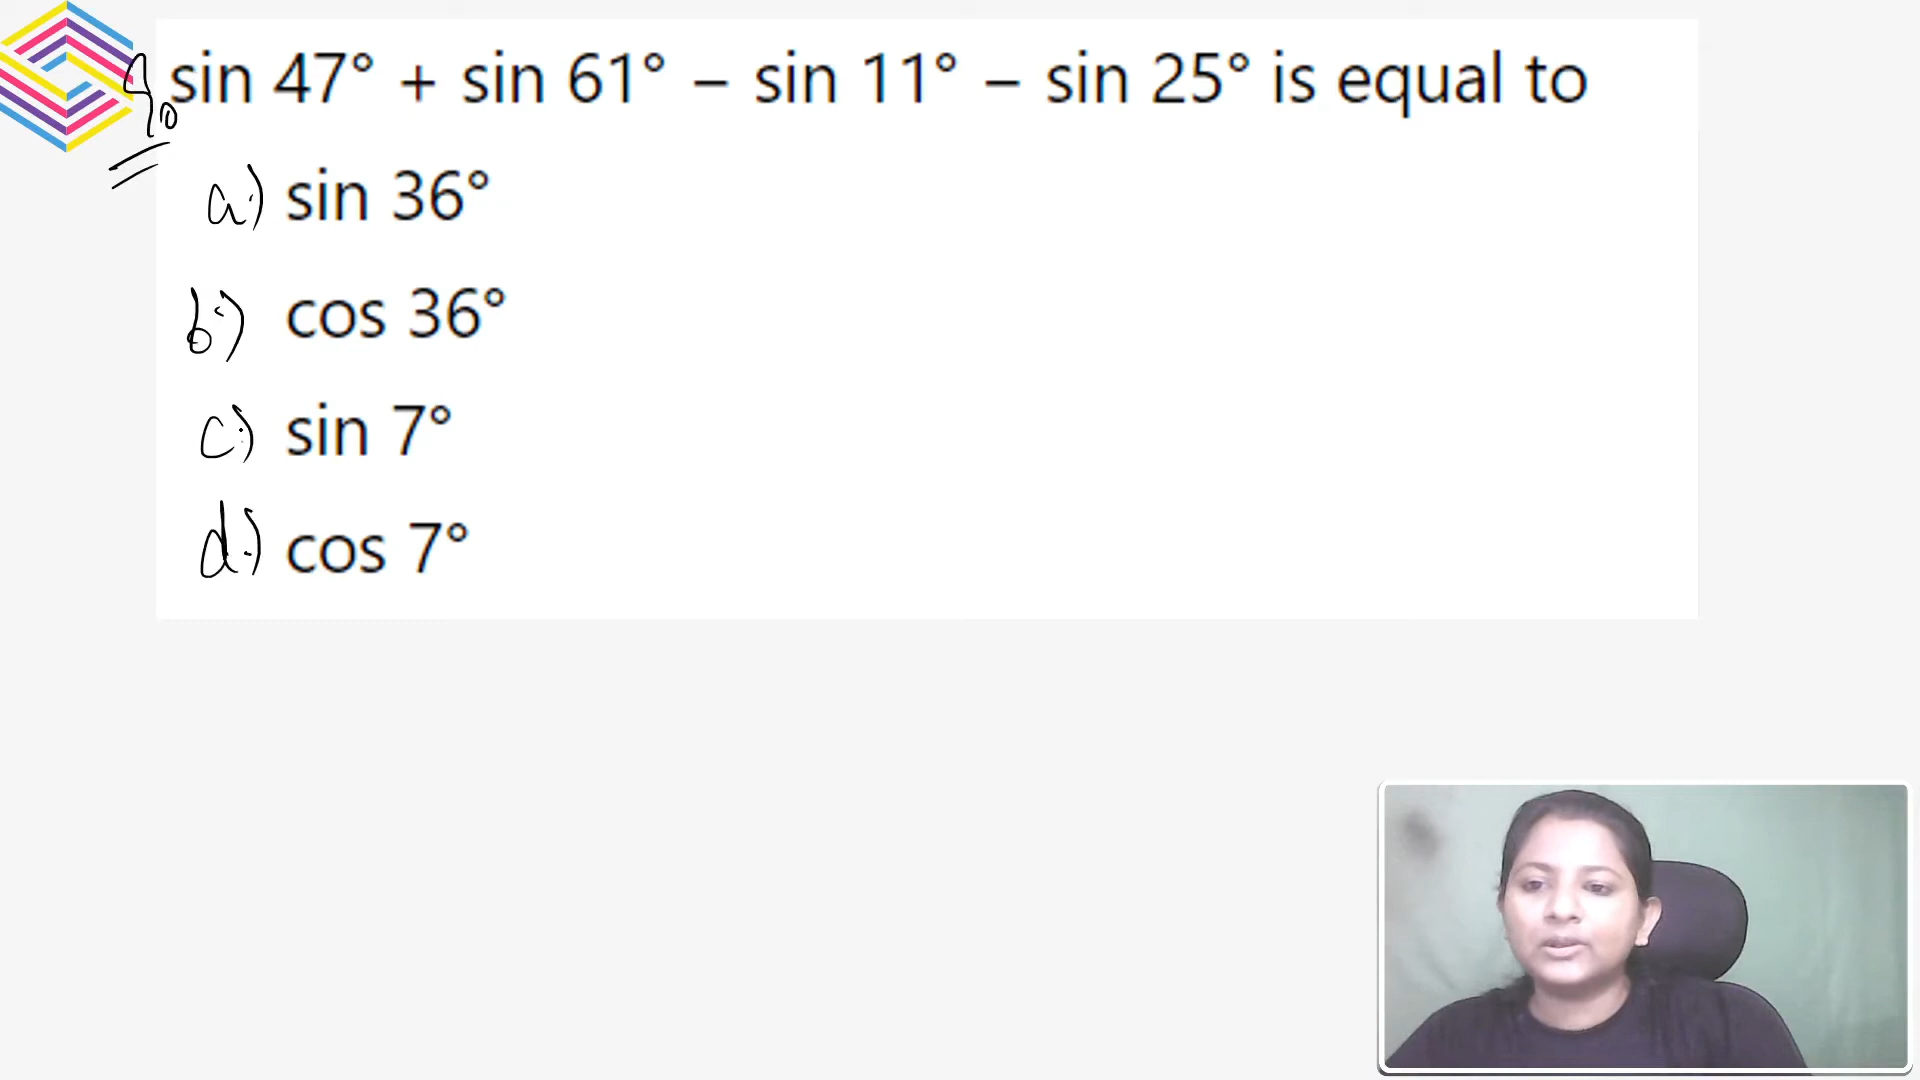 Q10 sin 47° + sin 61° – sin 11° – sin 25° is equal to
a:) sin 36°
b:) cos 36°
c:) sin 7°
d:) cos 7°